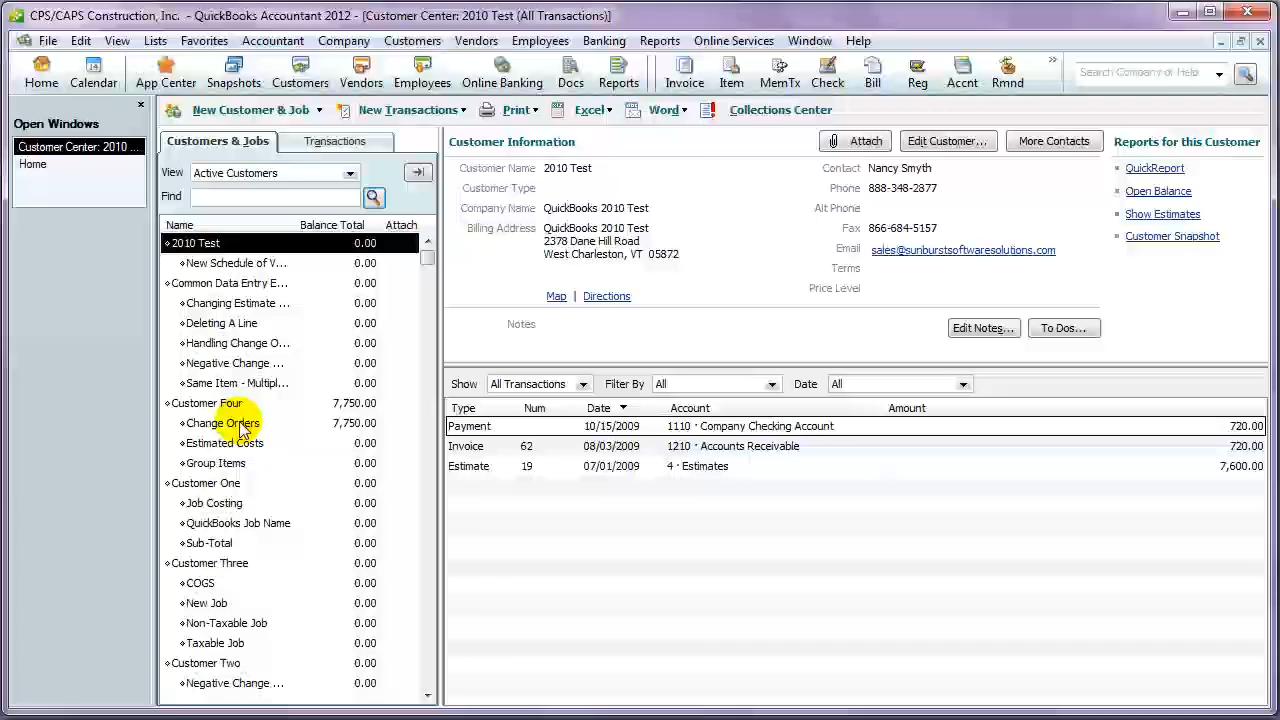 CPS/CAPS Construction, Inc. - QuickBooks Accountant 2012 - [Customer Center: 2010 Test (All Transactions)]
File Edit View Lists Favorites Accountant Company Customers Vendors Employees Banking Reports Online Services Window Help
Home Calendar App Center Snapshots Customers Vendors Employees Online Banking Docs Reports Invoice Item MemTx Check Bill Reg Accnt Rmnd » Search Company or Help
New Customer & Job New Transactions Print Excel Word Collections Center
Open Windows
Customer Center: 2010 ...
Home
Customers & Jobs Transactions
View Active Customers
Find
Name Balance Total Attach
2010 Test 0.00
New Schedule of V... 0.00
Common Data Entry E... 0.00
Changing Estimate ... 0.00
Deleting A Line 0.00
Handling Change O... 0.00
Negative Change ... 0.00
Same Item - Multipl... 0.00
Customer Four 7,750.00
Change Orders 7,750.00
Estimated Costs 0.00
Group Items 0.00
Customer One 0.00
Job Costing 0.00
QuickBooks Job Name 0.00
Sub-Total 0.00
Customer Three 0.00
COGS 0.00
New Job 0.00
Non-Taxable Job 0.00
Taxable Job 0.00
Customer Two 0.00
Negative Change ... 0.00
Customer Information Attach Edit Customer... More Contacts
Customer Name 2010 Test
Customer Type
Company Name QuickBooks 2010 Test
Billing Address QuickBooks 2010 Test
2378 Dane Hill Road
West Charleston, VT 05872
Map | Directions
Contact Nancy Smyth
Phone 888-348-2877
Alt Phone
Fax 866-684-5157
Email sales@sunburstsoftwaresolutions.com
Terms
Price Level
Notes Edit Notes... To Dos...
Reports for this Customer
QuickReport
Open Balance
Show Estimates
Customer Snapshot
Show All Transactions Filter By All Date All
Type Num Date Account Amount
Payment 10/15/2009 1110 · Company Checking Account 720.00
Invoice 62 08/03/2009 1210 · Accounts Receivable 720.00
Estimate 19 07/01/2009 4 · Estimates 7,600.00